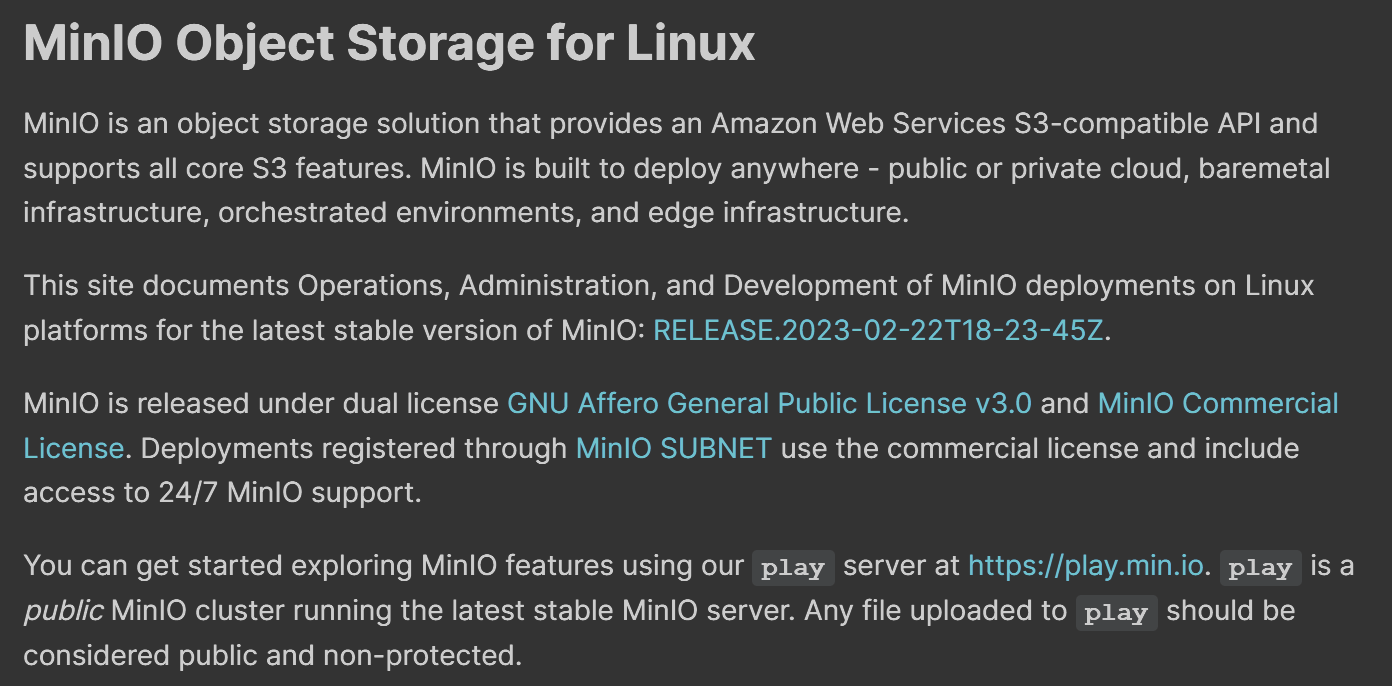 MinIO Object Storage for Linux
MinIO is an object storage solution that provides an Amazon Web Services S3-compatible API and
supports all core S3 features. MinIO is built to deploy anywhere - public or private cloud, baremetal
infrastructure, orchestrated environments, and edge infrastructure.
This site documents Operations, Administration, and Development of MinIO deployments on Linux
platforms for the latest stable version of MinIO: RELEASE.2023-02-22T18-23-45Z.
MinIO is released under dual license GNU Affero General Public License v3.0 and MinIO Commercial
License. Deployments registered through MinIO SUBNET use the commercial license and include
access to 24/7 MinIO support.
You can get started exploring MinIO features using our play server at https://play.min.io. play is a
public MinIO cluster running the latest stable MinIO server. Any file uploaded to play should be
considered public and non-protected.